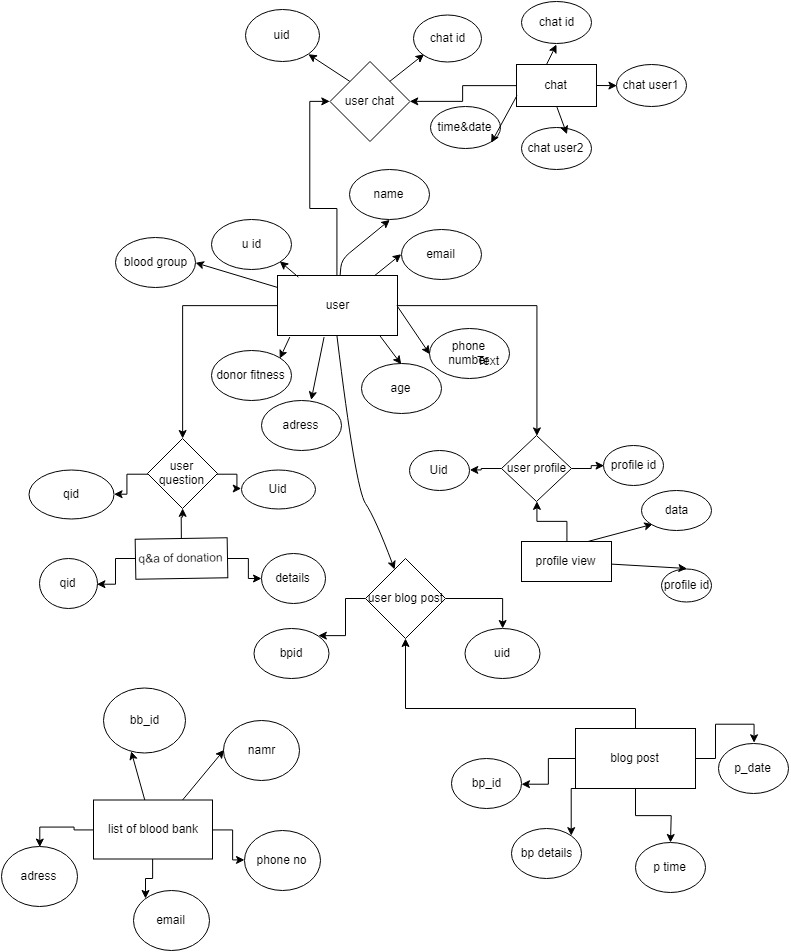 uid
chat id
chat id
user chat
chat
chat user1
time&date
chat user2
name
u id
blood group
email
user
phone
number
Text
donor fitness
age
adress
user
question
qid
Uid
Uid
user profile
profile id
data
q&a of donation
profile view
qid
details
profile id
user blog post
bpid
uid
bb_id
namr
blog post
p_date
bp_id
list of blood bank
bp details
phone no
p time
adress
email